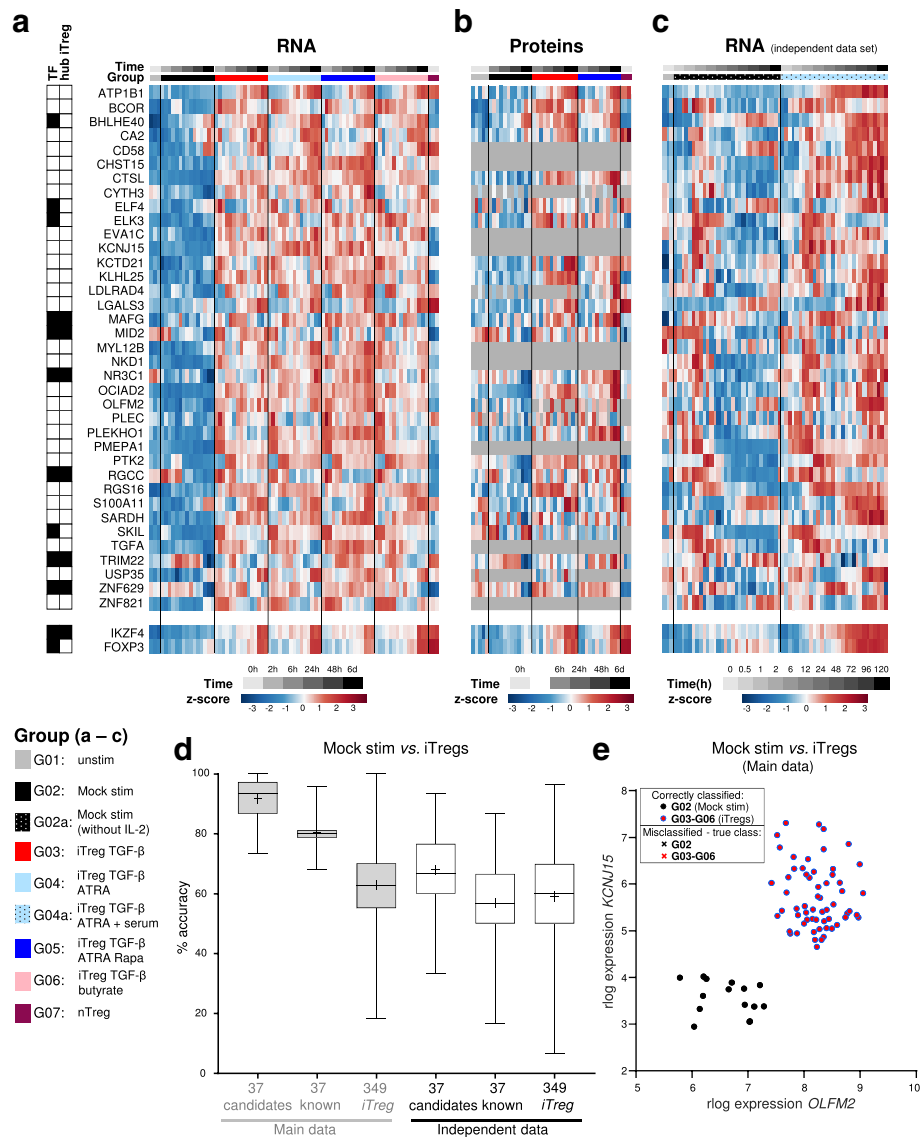 a
RNA
TF
hub iTreg
Time
Group
ATP1B1
BCOR
BHLHE40
CA2
CD58
CHST15
CTSL
CYTH3
ELF4
ELK3
EVA1C
KCNJ15
KCTD21
KLHL25
LDLRAD4
LGALS3
MAFG
MID2
MYL12B
NKD1
NR3C1
OCIAD2
OLFM2
PLEC
PLEKHO1
PMEPA1
PTK2
RGCC
RGS16
S100A11
SARDH
SKIL
TGFA
TRIM22
USP35
ZNF629
ZNF821
IKZF4
FOXP3
0h 2h 6h 24h 48h 6d
Time
z-score
-3 -2 -1 0 1 2 3
b
Proteins
0h 6h 24h 48h 6d
Time
z-score
-3 -2 -1 0 1 2 3
c
RNA (independent data set)
0 0.5 1 2 6 12 24 48 72 96 120
Time(h)
z-score
-3 -2 -1 0 1 2 3
Group (a – c)
G01: unstim
G02: Mock stim
G02a: Mock stim
(without IL-2)
G03: iTreg TGF-β
G04: iTreg TGF-β
ATRA
G04a: iTreg TGF-β
ATRA + serum
G05: iTreg TGF-β
ATRA Rapa
G06: iTreg TGF-β
butyrate
G07: nTreg
d
Mock stim vs. iTregs
% accuracy
100
80
60
40
20
0
37
candidates
37
known
349
iTreg
37
candidates
37
known
349
iTreg
Main data
Independent data
e
Mock stim vs. iTregs
(Main data)
Correctly classified:
G02 (Mock stim)
G03-G06 (iTregs)
Misclassified - true class:
G02
G03-G06
rlog expression KCNJ15
8
7
6
5
4
3
2
5 6 7 8 9 10
rlog expression OLFM2